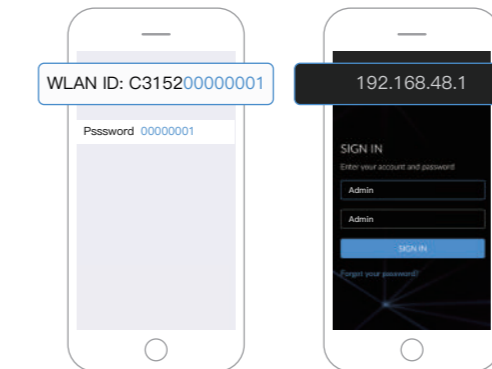 WLAN ID: C315200000001
Psssword 00000001
192.168.48.1
SIGN IN
Enter your account and password
Admin
Admin
SIGN IN
Forgot your password?